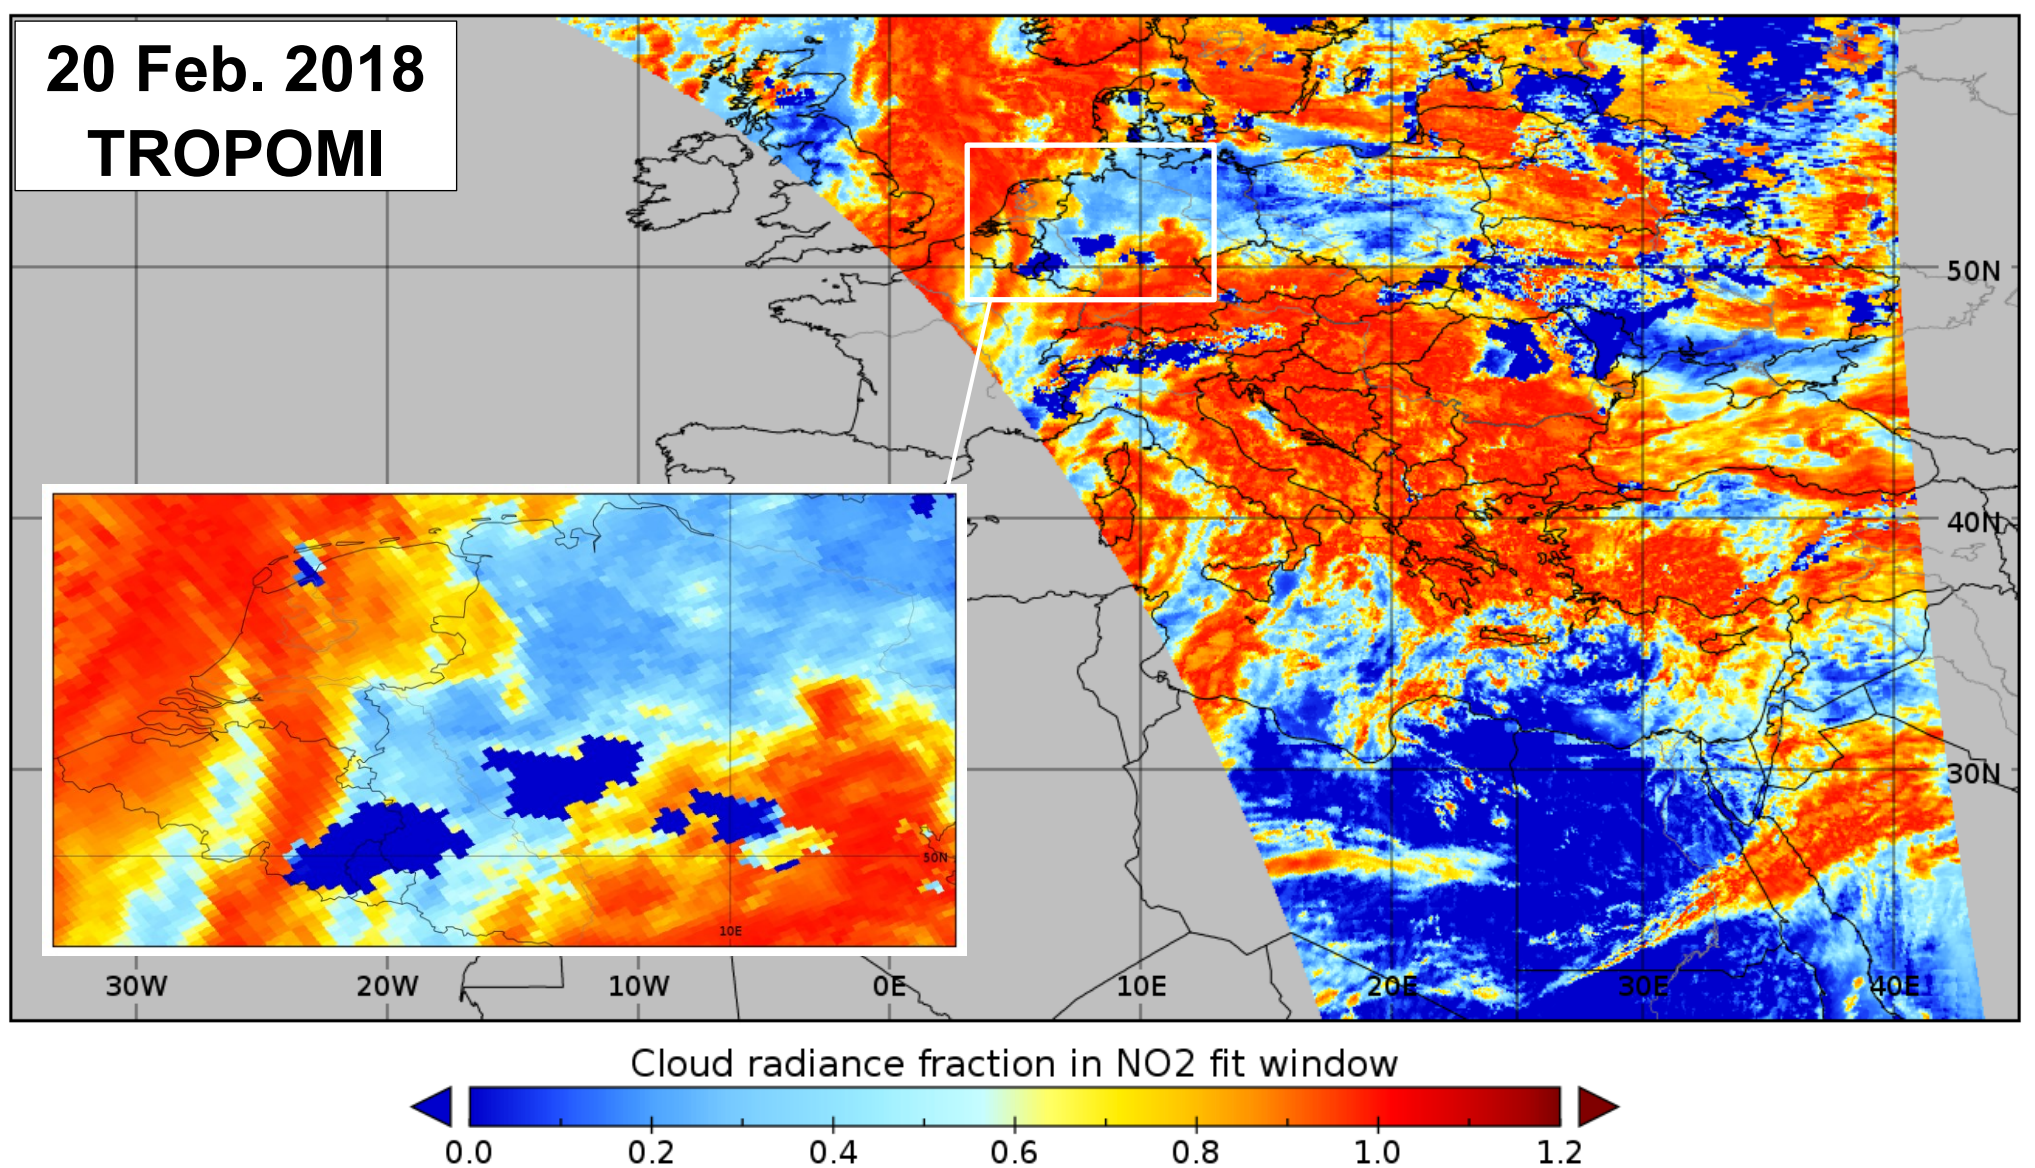 20 Feb. 2018
TROPOMI
50N
40N
30N
50N
10E
30W 20W 10W 0E 10E 20E 30E 40E
Cloud radiance fraction in NO2 fit window
0.0 0.2 0.4 0.6 0.8 1.0 1.2